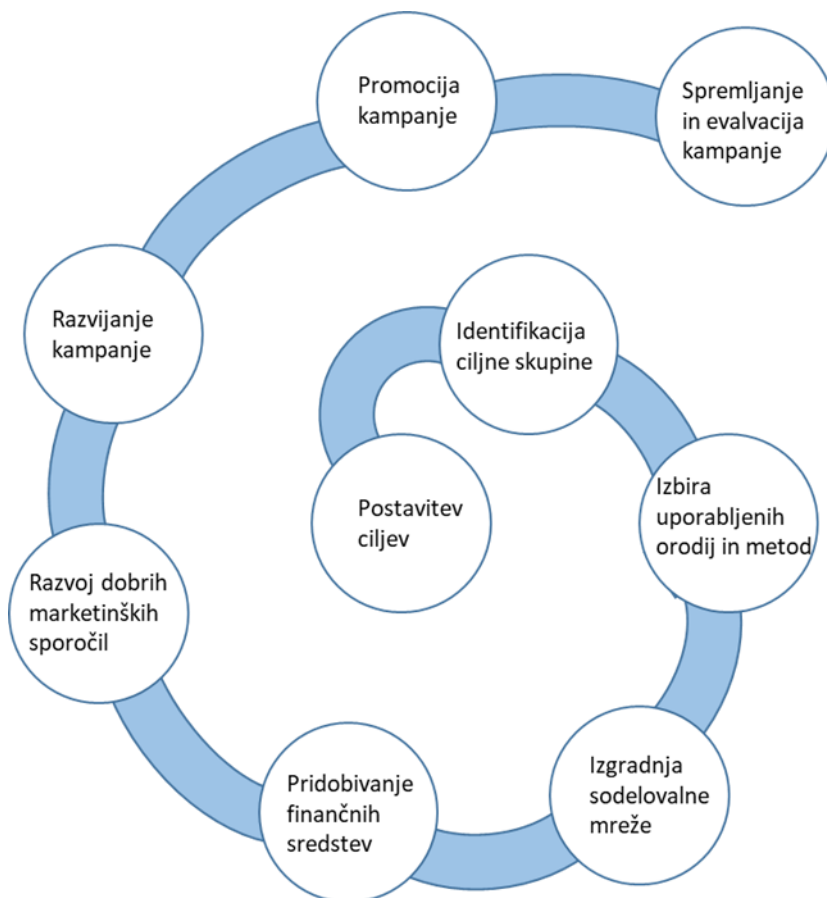 Promocija
kampanje
Spremljanje
in evalvacija
kampanje
Razvijanje
kampanje
Identifikacija
ciljne skupine
Postavitev
ciljev
Izbira
uporabljenih
orodij in metod
Razvoj dobrih
marketinških
sporočil
Izgradnja
sodelovalne
mreže
Pridobivanje
finančnih
sredstev